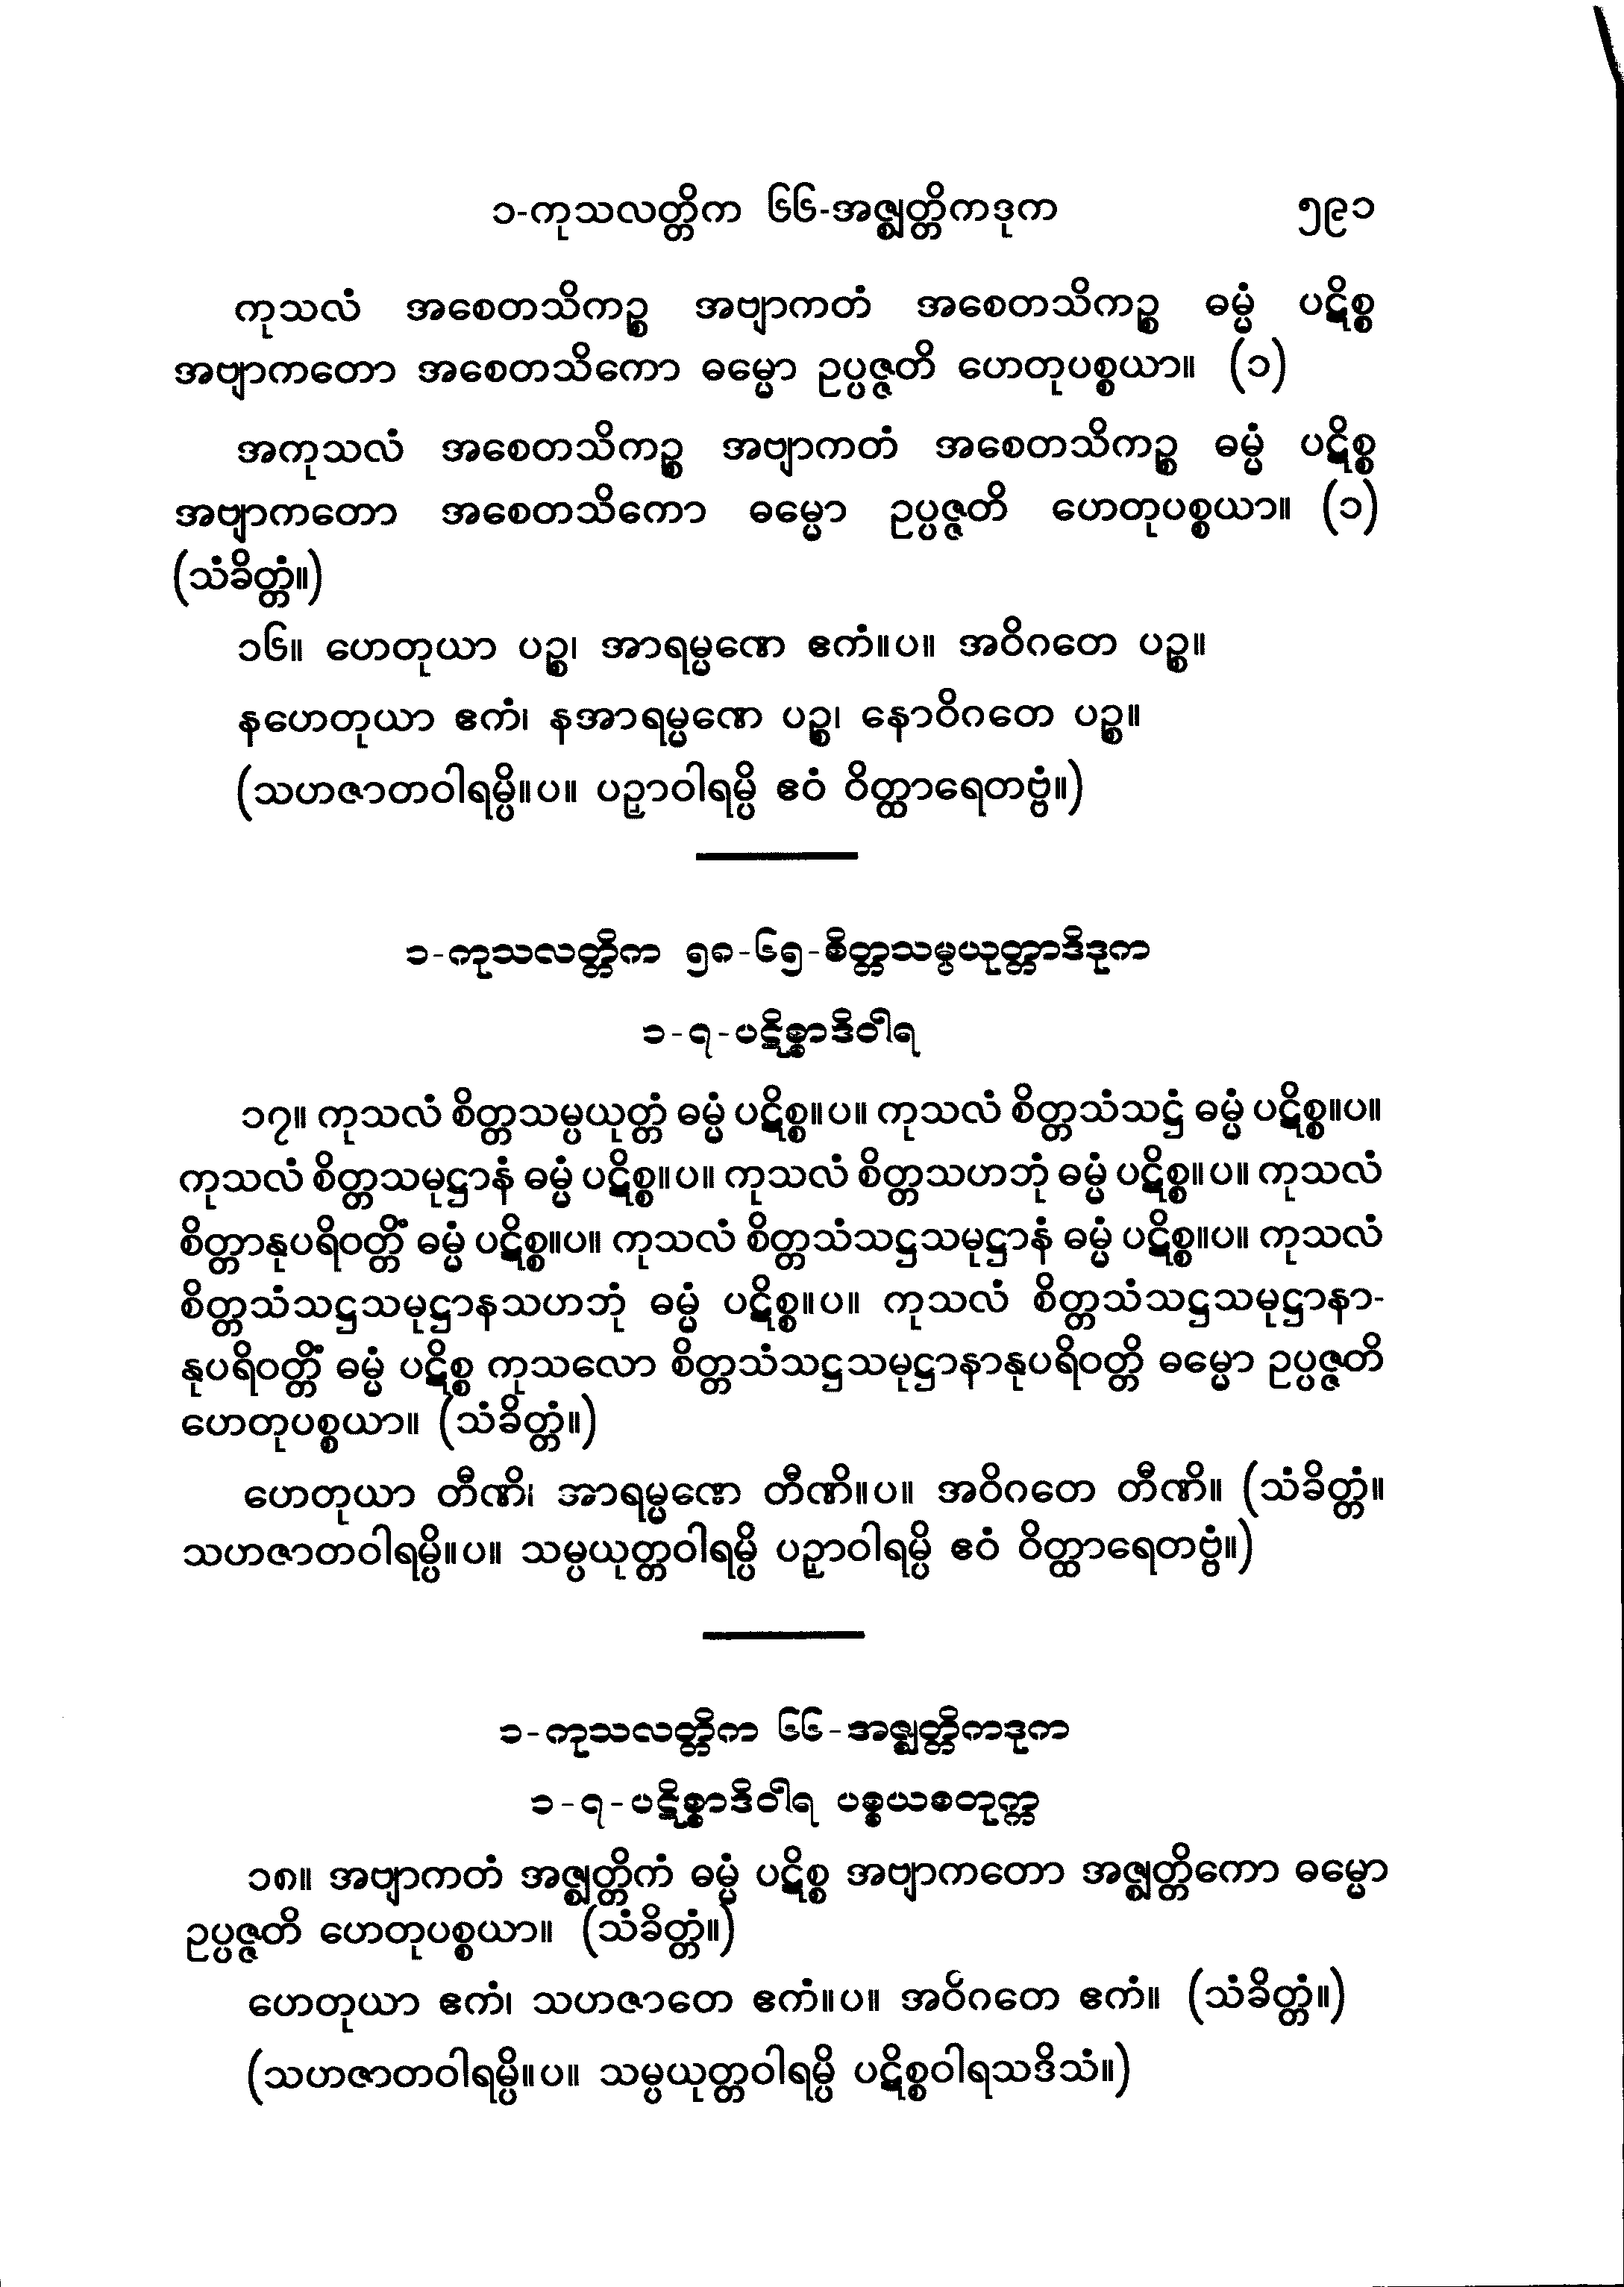 ၁-ကုသလတ္တိက ၆၆-အဇ္ဈတ္တိကဒုက ၅၉၁
ကုသလံ အစေတသိကဉ္စ အဗျာကတံ အစေတသိကဉ္စ ဓမ္မံ ပဋိစ္စ
အဗျာကတော အစေတသိကော ဓမ္မော ဥပ္ပဇ္ဇတိ ဟေတုပစ္စယာ။ (၁)
အကုသလံ အစေတသိကဉ္စ အဗျာကတံ အစေတသိကဉ္စ ဓမ္မံ ပဋိစ္စ
အဗျာကတော အစေတသိကော ဓမ္မော ဥပ္ပဇ္ဇတိ ဟေတုပစ္စယာ။ (၁)
(သံခိတ္တံ။)
၁၆။ ဟေတုယာ ပဉ္စ၊ အာရမ္မဏေ ဧကံ။ပ။ အဝိဂတေ ပဉ္စ။
နဟေတုယာ ဧကံ၊ နအာရမ္မဏေ ပဉ္စ၊ နောဝိဂတေ ပဉ္စ။
(သဟဇာတဝါရမ္ပိ။ပ။ ပဉှာဝါရမ္ပိ ဧဝံ ဝိတ္ထာရေတဗ္ဗံ။)
၁-ကုသလတ္တိက ၅၈-၆၅-စိတ္တသမ္ပယုတ္တာဒိဒုက
၁-၇-ပဋိစ္စာဒိဝါရ
၁၇။ ကုသလံ စိတ္တသမ္ပယုတ္တံ ဓမ္မံ ပဋိစ္စ။ပ။ ကုသလံ စိတ္တသံသဋ္ဌံ ဓမ္မံ ပဋိစ္စ။ပ။
ကုသလံ စိတ္တသမုဋ္ဌာနံ ဓမ္မံ ပဋိစ္စ။ပ။ ကုသလံ စိတ္တသဟဘုံ ဓမ္မံ ပဋိစ္စ။ပ။ ကုသလံ
စိတ္တာနုပရိဝတ္တိံ ဓမ္မံ ပဋိစ္စ။ပ။ ကုသလံ စိတ္တသံသဋ္ဌသမုဋ္ဌာနံ ဓမ္မံ ပဋိစ္စ။ပ။ ကုသလံ
စိတ္တသံသဋ္ဌသမုဋ္ဌာနသဟဘုံ ဓမ္မံ ပဋိစ္စ။ပ။ ကုသလံ စိတ္တသံသဋ္ဌသမုဋ္ဌာနာ-
နုပရိဝတ္တိံ ဓမ္မံ ပဋိစ္စ ကုသလော စိတ္တသံသဋ္ဌသမုဋ္ဌာနာနုပရိဝတ္တိ ဓမ္မော ဥပ္ပဇ္ဇတိ
ဟေတုပစ္စယာ။ (သံခိတ္တံ။)
ဟေတုယာ တီဏိ၊ အာရမ္မဏေ တီဏိ။ပ။ အဝိဂတေ တီဏိ။ (သံခိတ္တံ။
သဟဇာတဝါရမ္ပိ။ပ။ သမ္ပယုတ္တဝါရမ္ပိ ပဉှာဝါရမ္ပိ ဧဝံ ဝိတ္ထာရေတဗ္ဗံ။)
၁-ကုသလတ္တိက ၆၆-အဇ္ဈတ္တိကဒုက
၁-၇-ပဋိစ္စာဒိဝါရ ပစ္စယစတုက္က
၁၈။ အဗျာကတံ အဇ္ဈတ္တိကံ ဓမ္မံ ပဋိစ္စ အဗျာကတော အဇ္ဈတ္တိကော ဓမ္မော
ဥပ္ပဇ္ဇတိ ဟေတုပစ္စယာ။ (သံခိတ္တံ။)
ဟေတုယာ ဧကံ၊ သဟဇာတေ ဧကံ။ပ။ အဝိဂတေ ဧကံ။ (သံခိတ္တံ။)
(သဟဇာတဝါရမ္ပိ။ပ။ သမ္ပယုတ္တဝါရမ္ပိ ပဋိစ္စဝါရသဒိသံ။)